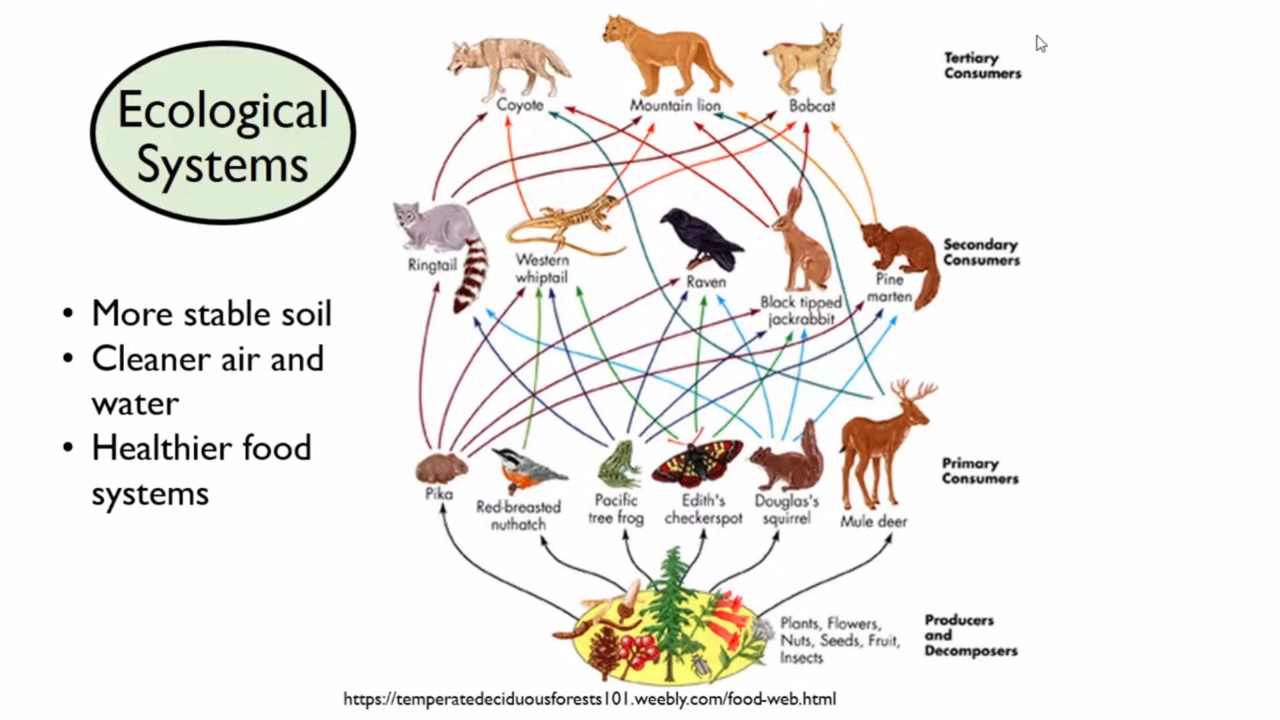 Ecological
Systems
• More stable soil
• Cleaner air and
water
• Healthier food
systems
Coyote
Mountain lion
Bobcat
Tertiary
Consumers
Ringtail
Western
whiptail
Raven
Black tipped
jackrabbit
Pine
marten
Secondary
Consumers
Pika
Red-breasted
nuthatch
Pacific
tree frog
Edith's
checkerspot
Douglas's
squirrel
Mule deer
Primary
Consumers
Plants, Flowers,
Nuts, Seeds, Fruit,
Insects
Producers
and
Decomposers
https://temperatedeciduousforests101.weebly.com/food-web.html